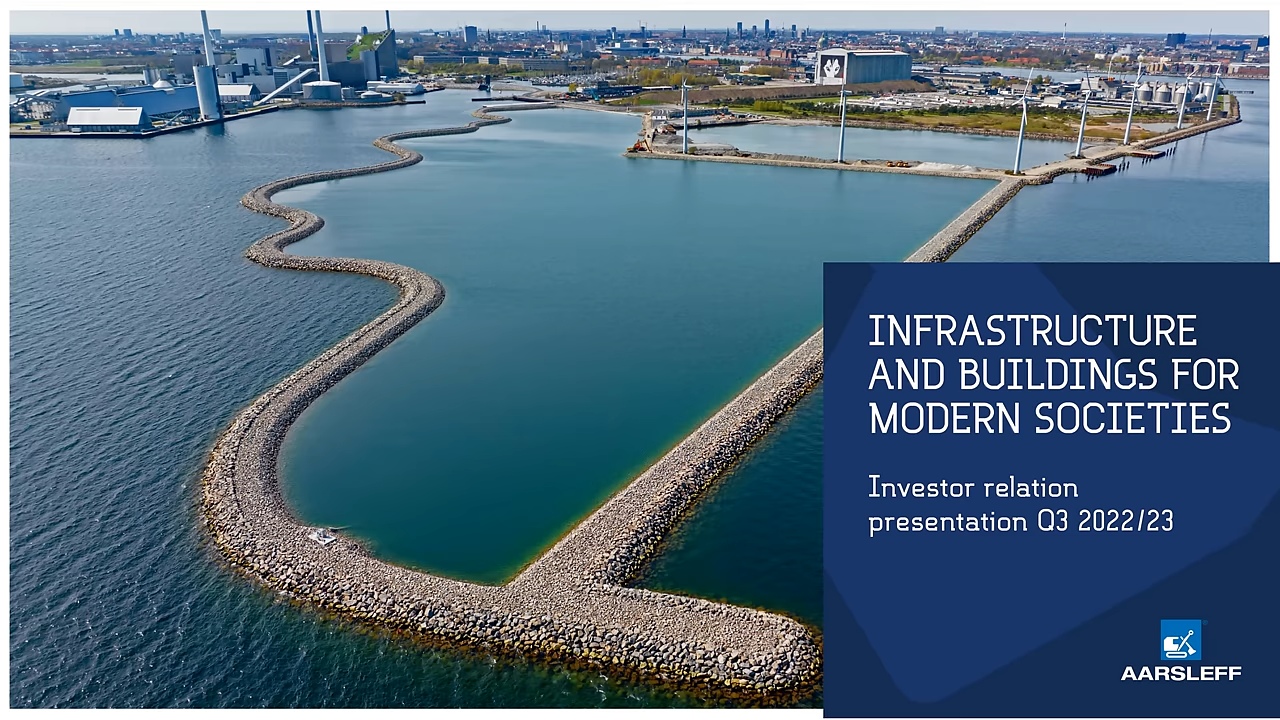 INFRASTRUCTURE
AND BUILDINGS FOR
MODERN SOCIETIES
Investor relation
presentation Q3 2022/23
AARSLEFF